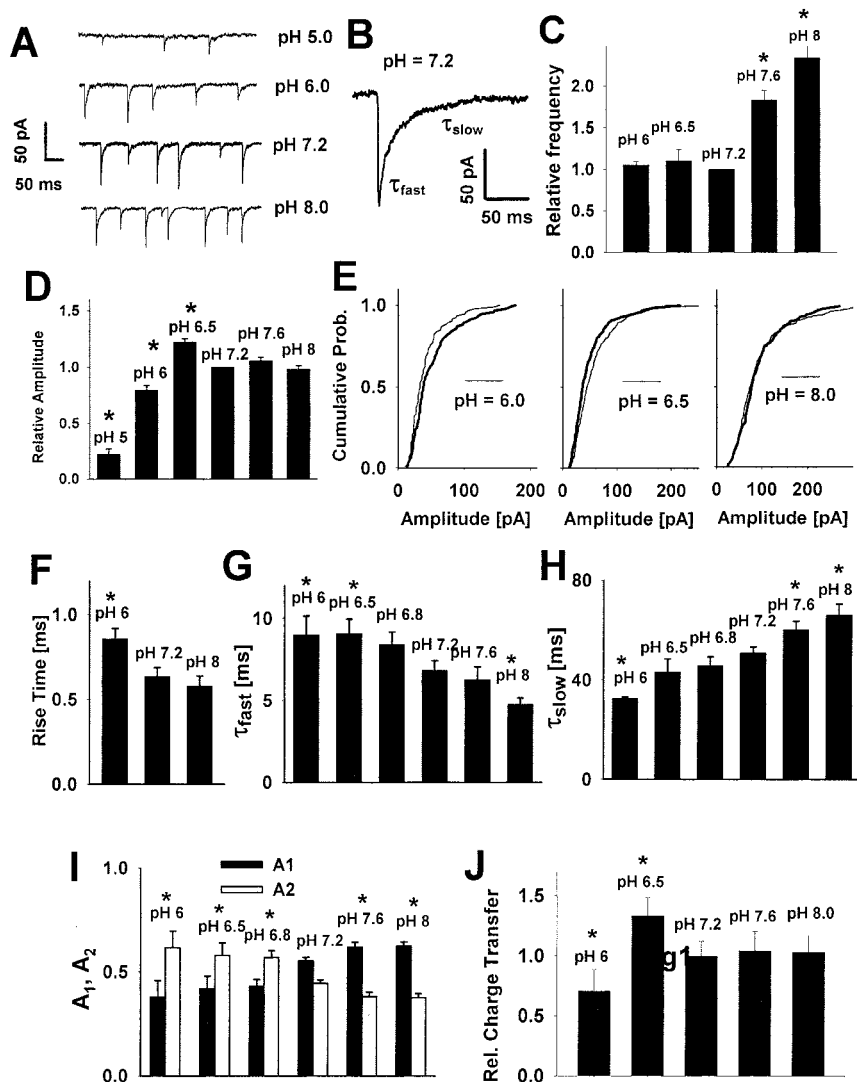 A
pH 5.0
pH 6.0
pH 7.2
pH 8.0
50 pA
50 ms
B
pH = 7.2
τslow
τfast
50 pA
50 ms
C
Relative frequency
2.0
1.0
0.0
pH 6
pH 6.5
pH 7.2
*
pH 7.6
*
pH 8
D
Relative Amplitude
1.5
1.0
0.5
0.0
*
pH 5
*
pH 6
*
pH 6.5
pH 7.2
pH 7.6
pH 8
E
Cumulative Prob.
1.0
0.5
0.0
pH = 6.0
0 100 200
Amplitude [pA]
pH = 6.5
0 100 200
Amplitude [pA]
pH = 8.0
0 100 200
Amplitude [pA]
F
Rise Time [ms]
1.0
0.5
0.0
*
pH 6
pH 7.2
pH 8
G
τfast [ms]
10
5
0
*
pH 6
*
pH 6.5
pH 6.8
pH 7.2
pH 7.6
*
pH 8
H
τslow [ms]
80
40
0
*
pH 6
pH 6.5
pH 6.8
pH 7.2
*
pH 7.6
*
pH 8
I
A1, A2
1.0
0.5
0.0
A1
A2
*
pH 6
*
pH 6.5
*
pH 6.8
pH 7.2
*
pH 7.6
*
pH 8
J
Rel. Charge Transfer
1.5
1.0
0.5
0.0
*
pH 6
*
pH 6.5
pH 7.2
pH 7.6
pH 8.0
g1